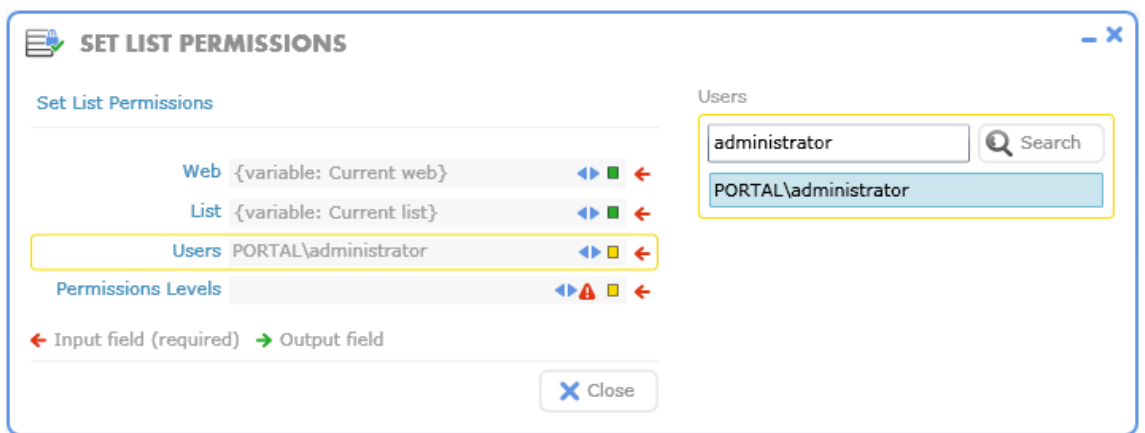 SET LIST PERMISSIONS
Set List Permissions
Web {variable: Current web}
List {variable: Current list}
Users PORTAL\administrator
Permissions Levels
Input field (required) Output field
Close
Users
administrator Search
PORTAL\administrator